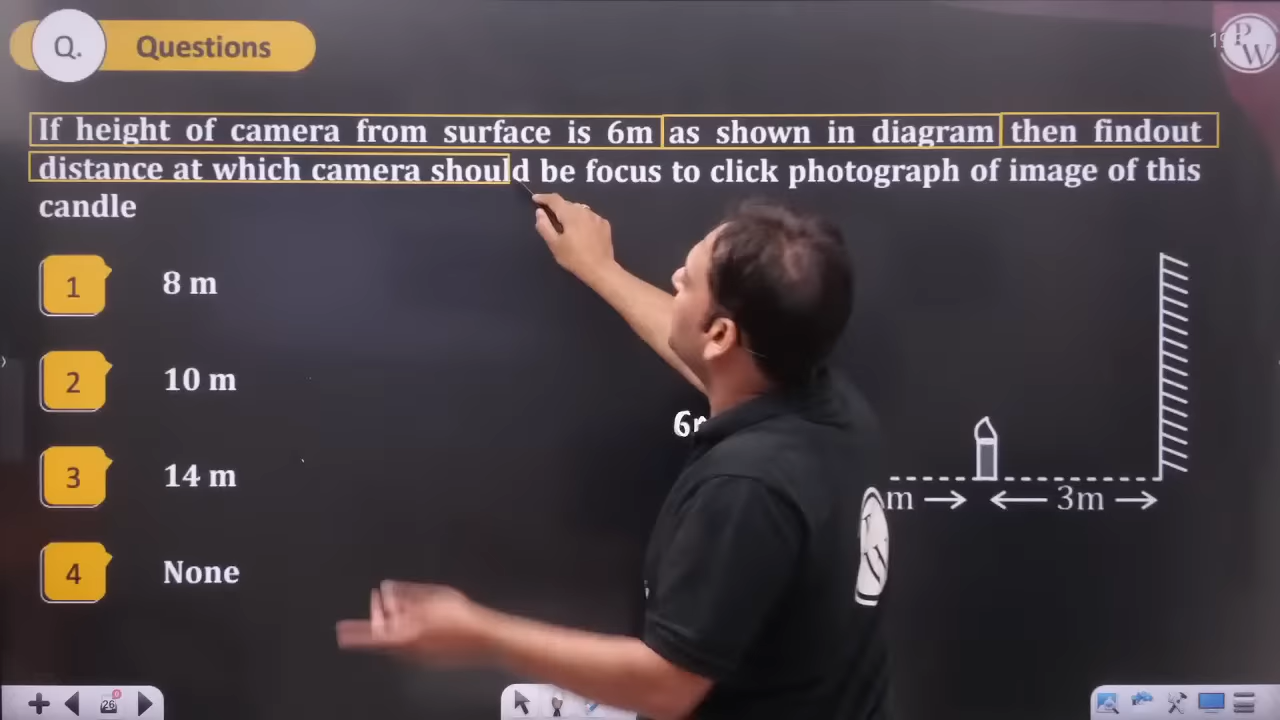 Q. Questions
If height of camera from surface is 6m as shown in diagram then findout
distance at which camera should be focus to click photograph of image of this
candle
1 8 m
2 10 m
3 14 m
4 None
m 3m
PW
26